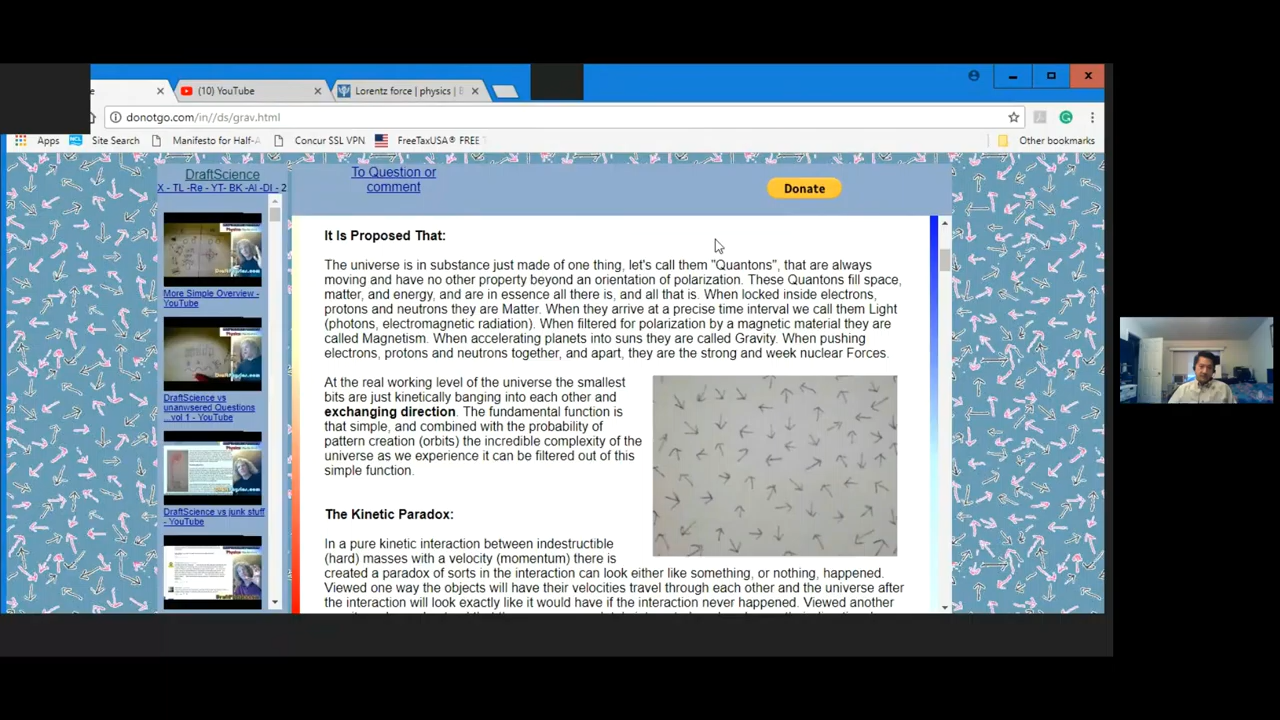 e
(10) YouTube
Lorentz force | physics |
donotgo.com/in//ds/grav.html
Apps
Site Search
Manifesto for Half-
Concur SSL VPN
FreeTaxUSA® FREE
Other bookmarks
DraftScience
X - TL -Re - YT- BK -AI -DI - 2
To Question or
comment
Donate
More Simple Overview -
YouTube
DraftScience vs
unanwsered Questions
...vol 1 - YouTube
DraftScience vs junk stuff
- YouTube
It Is Proposed That:
The universe is in substance just made of one thing, let's call them "Quantons", that are always
moving and have no other property beyond an orientation of polarization. These Quantons fill space,
matter, and energy, and are in essence all there is, and all that is. When locked inside electrons,
protons and neutrons they are Matter. When they arrive at a precise time interval we call them Light
(photons, electromagnetic radiation). When filtered for polarization by a magnetic material they are
called Magnetism. When accelerating planets into suns they are called Gravity. When pushing
electrons, protons and neutrons together, and apart, they are the strong and week nuclear Forces.
At the real working level of the universe the smallest
bits are just kinetically banging into each other and
exchanging direction. The fundamental function is
that simple, and combined with the probability of
pattern creation (orbits) the incredible complexity of the
universe as we experience it can be filtered out of this
simple function.
The Kinetic Paradox:
In a pure kinetic interaction between indestructible
(hard) masses with a velocity (momentum) there is
created a paradox of sorts in the interaction can look either like something, or nothing, happened.
Viewed one way the objects will have their velocities travel through each other and the universe after
the interaction will look exactly like it would have if the interaction never happened. Viewed another